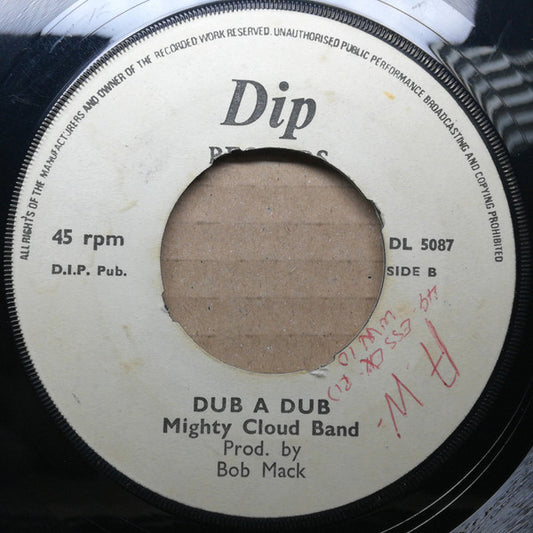 ALL RIGHTS OF THE MANUFACTURERS AND OWNER OF THE RECORDED WORK RESERVED. UNAUTHORISED PUBLIC PERFORMANCE BROADCASTING AND COPYING PROHIBITED
Dip
45 rpm
DL 5087
D.I.P. Pub.
SIDE B
A W.
DUB A DUB
Mighty Cloud Band
Prod. by
Bob Mack